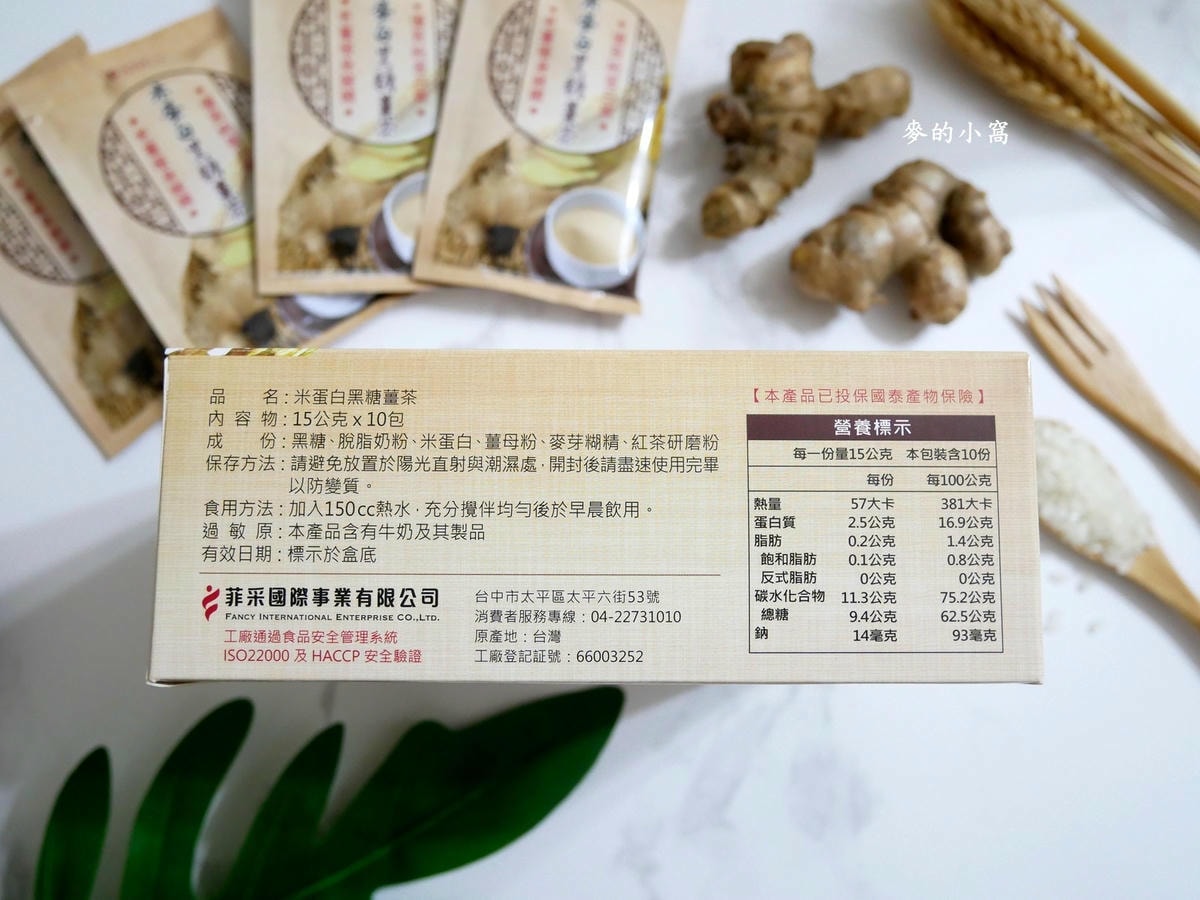 麥的小窩
品名：米蛋白黑糖薑茶
內容物：15公克x10包
成份：黑糖、脫脂奶粉、米蛋白、薑母粉、麥芽糊精、紅茶研磨粉
保存方法：請避免放置於陽光直射與潮濕處，開封後請盡速使用完畢
以防變質。
食用方法：加入150cc熱水，充分攪伴均勻後於早晨飲用。
過敏原：本產品含有牛奶及其製品
有效日期：標示於盒底
菲采國際事業有限公司
FANCY INTERNATIONAL ENTERPRISE CO.,LTD.
工廠通過食品安全管理系統
ISO22000 及 HACCP 安全驗證
台中市太平區太平六街53號
消費者服務專線：04-22731010
原產地：台灣
工廠登記証號：66003252
【本產品已投保國泰產物保險】
營養標示
每一份量15公克 本包裝含10份
每份 每100公克
熱量 57大卡 381大卡
蛋白質 2.5公克 16.9公克
脂肪 0.2公克 1.4公克
飽和脂肪 0.1公克 0.8公克
反式脂肪 0公克 0公克
碳水化合物 11.3公克 75.2公克
總糖 9.4公克 62.5公克
鈉 14毫克 93毫克